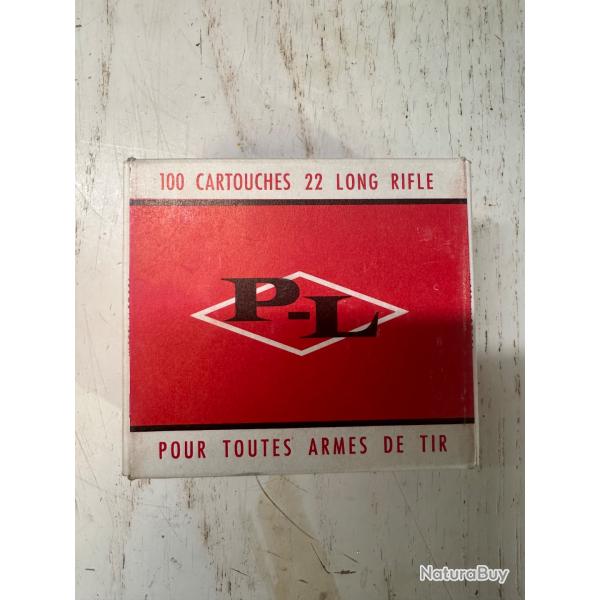 100 CARTOUCHES 22 LONG RIFLE
P-L
POUR TOUTES ARMES DE TIR
NaturaBuy